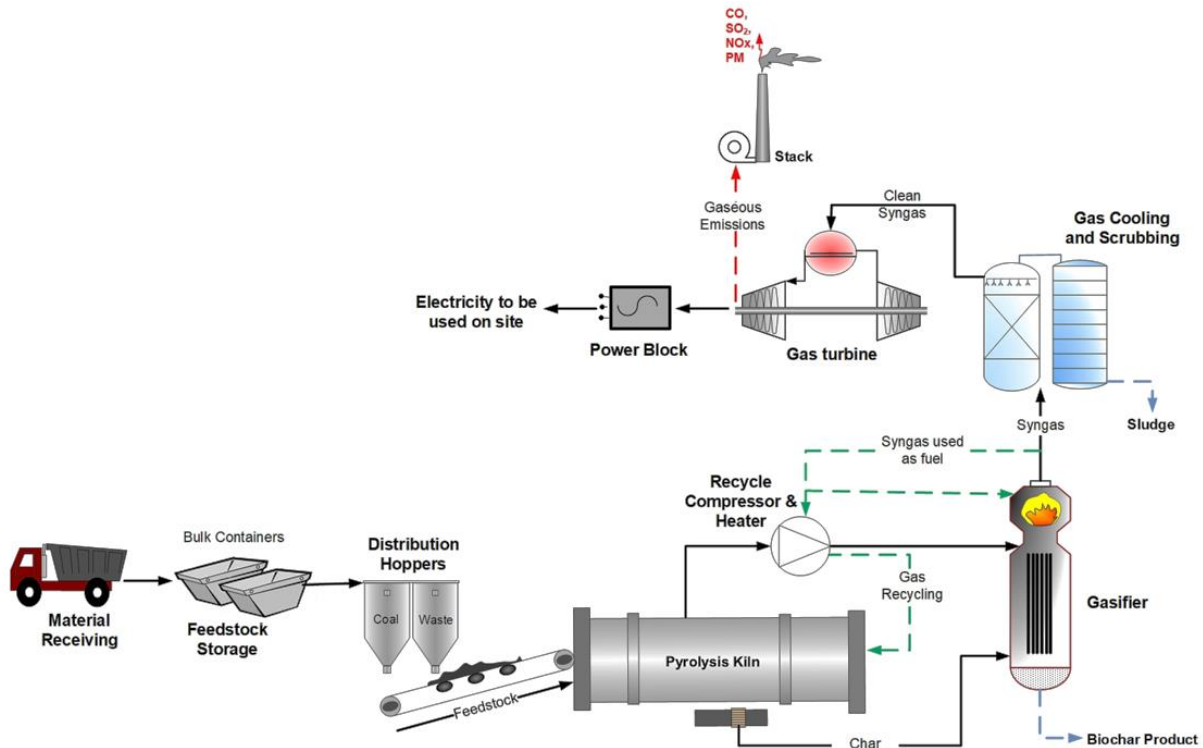 CO,
SO2,
NOx,
PM
Stack
Gaseous
Emissions
Clean
Syngas
Gas Cooling
and Scrubbing
Electricity to be
used on site
Power Block
Gas turbine
Syngas
Sludge
Syngas used
as fuel
Recycle
Compressor &
Heater
Bulk Containers
Distribution
Hoppers
Gas
Recycling
Gasifier
Material
Receiving
Feedstock
Storage
Coal
Waste
Pyrolysis Kiln
Feedstock
Char
Biochar Product